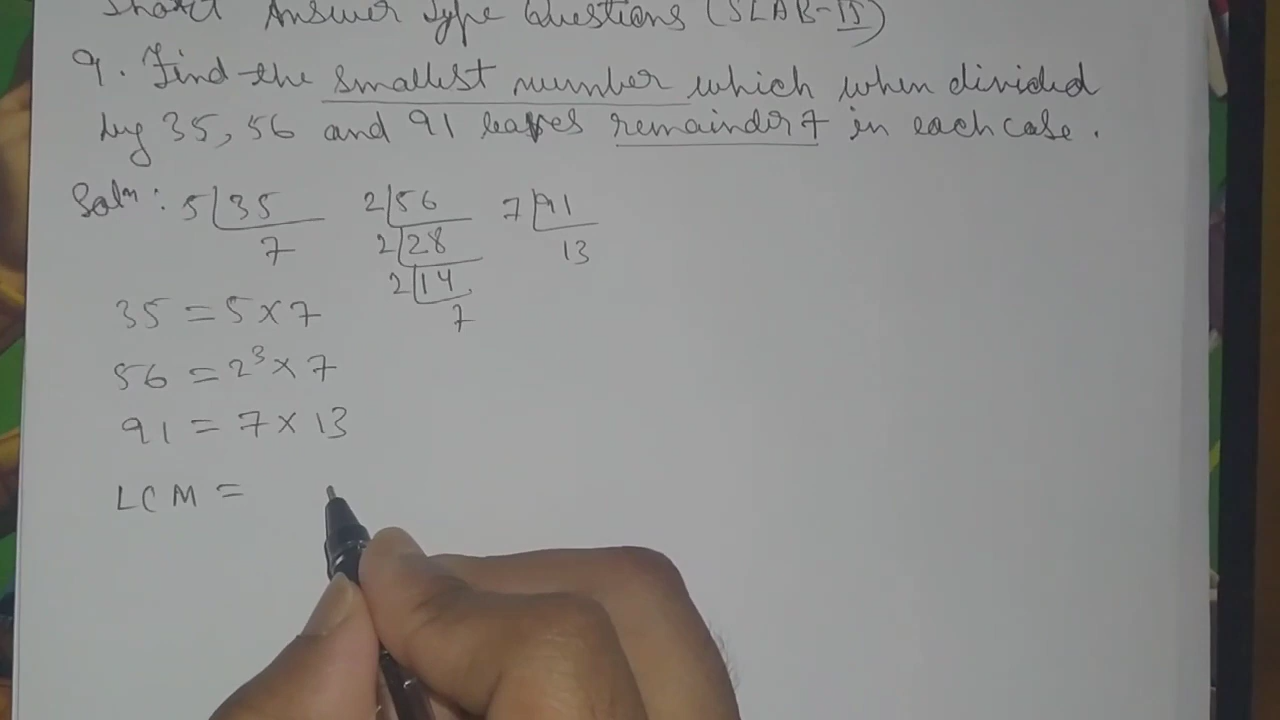 Short Answer Type Questions (SLAB-II)
9. Find the smallest number which when divided
by 35, 56 and 91 leaves remainder 7 in each case.
Solⁿ: 5|35 2|56 7|91
7 2|28 13
2|14
7
35 = 5 × 7
56 = 2³ × 7
91 = 7 × 13
LCM =